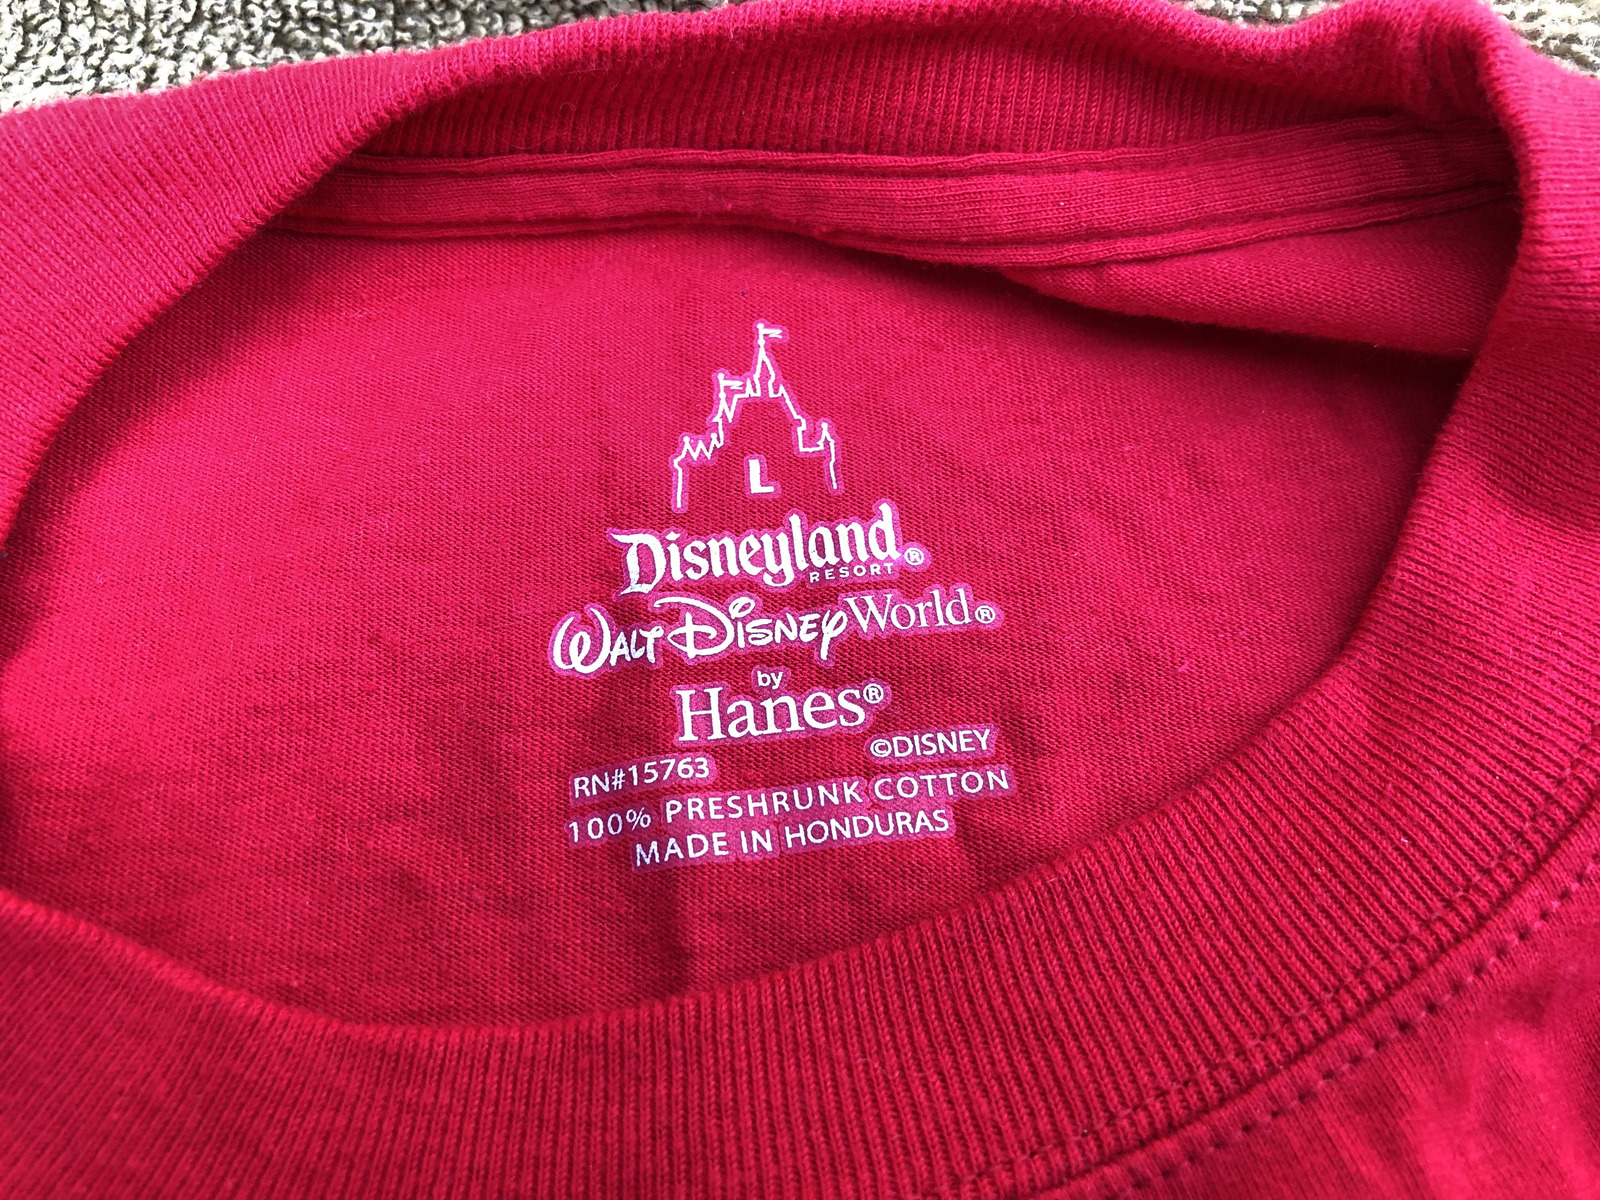 L
Disneyland®
RESORT
WALT DISNEY World®
by
Hanes®
©DISNEY
RN#15763
100% PRESHRUNK COTTON
MADE IN HONDURAS